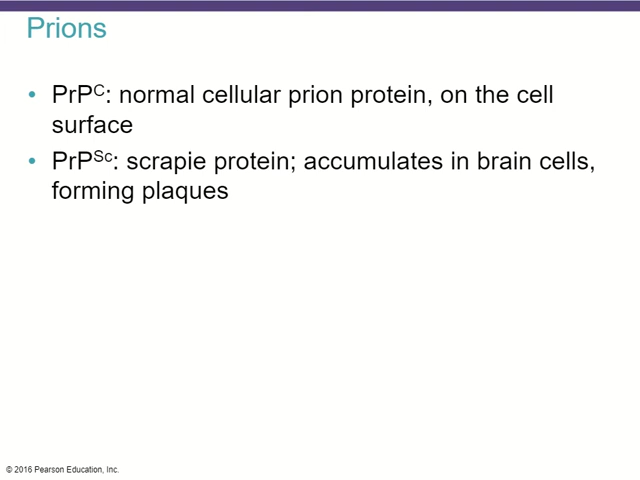 Prions
• PrPᶜ: normal cellular prion protein, on the cell
surface
• PrPˢᶜ: scrapie protein; accumulates in brain cells,
forming plaques
© 2016 Pearson Education, Inc.